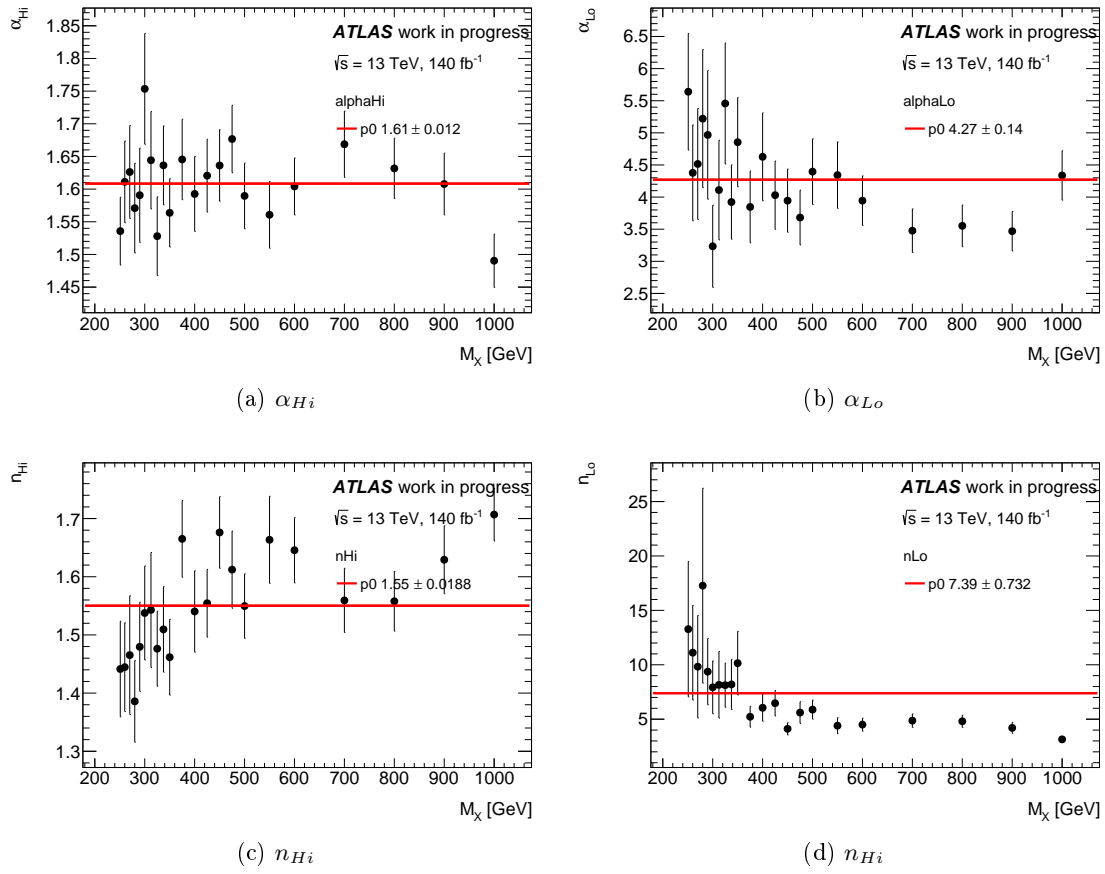 α_Hi
1.85
1.8
1.75
1.7
1.65
1.6
1.55
1.5
1.45
ATLAS work in progress
√s = 13 TeV, 140 fb⁻¹
alphaHi
p0 1.61 ± 0.012
200 300 400 500 600 700 800 900 1000
M_X [GeV]
(a) α_Hi
α_Lo
6.5
6
5.5
5
4.5
4
3.5
3
2.5
ATLAS work in progress
√s = 13 TeV, 140 fb⁻¹
alphaLo
p0 4.27 ± 0.14
200 300 400 500 600 700 800 900 1000
M_X [GeV]
(b) α_Lo
n_Hi
1.7
1.6
1.5
1.4
1.3
ATLAS work in progress
√s = 13 TeV, 140 fb⁻¹
nHi
p0 1.55 ± 0.0188
200 300 400 500 600 700 800 900 1000
M_X [GeV]
(c) n_Hi
n_Lo
25
20
15
10
5
ATLAS work in progress
√s = 13 TeV, 140 fb⁻¹
nLo
p0 7.39 ± 0.732
200 300 400 500 600 700 800 900 1000
M_X [GeV]
(d) n_Hi